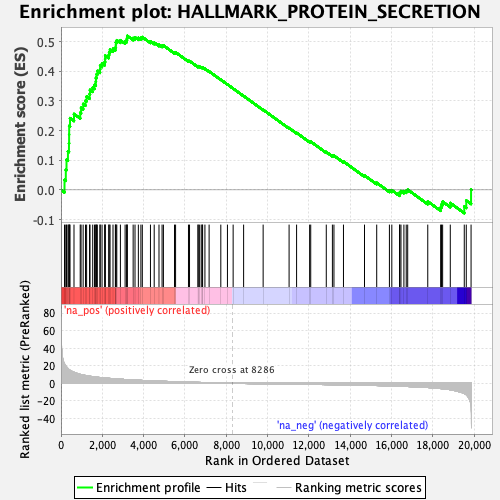 Enrichment plot: HALLMARK_PROTEIN_SECRETION
Enrichment score (ES)
0.5
0.4
0.3
0.2
0.1
0.0
-0.1
'na_pos' (positively correlated)
Ranked list metric (PreRanked)
80
60
40
20
0
-20
-40
Zero cross at 8286
'na_neg' (negatively correlated)
0
2,000
4,000
6,000
8,000
10,000
12,000
14,000
16,000
18,000
20,000
Rank in Ordered Dataset
Enrichment profile
Hits
Ranking metric scores